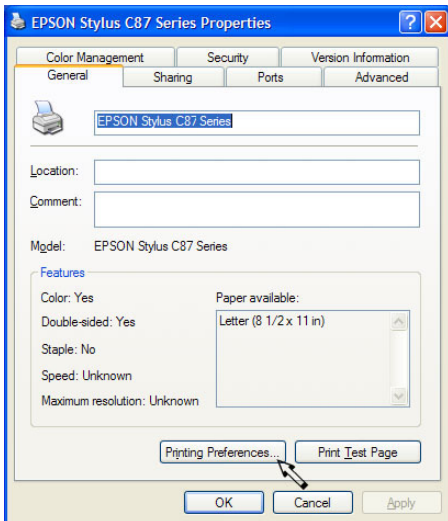 EPSON Stylus C87 Series Properties
Color Management Security Version Information
General Sharing Ports Advanced
EPSON Stylus C87 Series
Location:
Comment:
Model: EPSON Stylus C87 Series
Features
Color: Yes Paper available:
Double-sided: Yes Letter (8 1/2 x 11 in)
Staple: No
Speed: Unknown
Maximum resolution: Unknown
Printing Preferences... Print Test Page
OK Cancel Apply